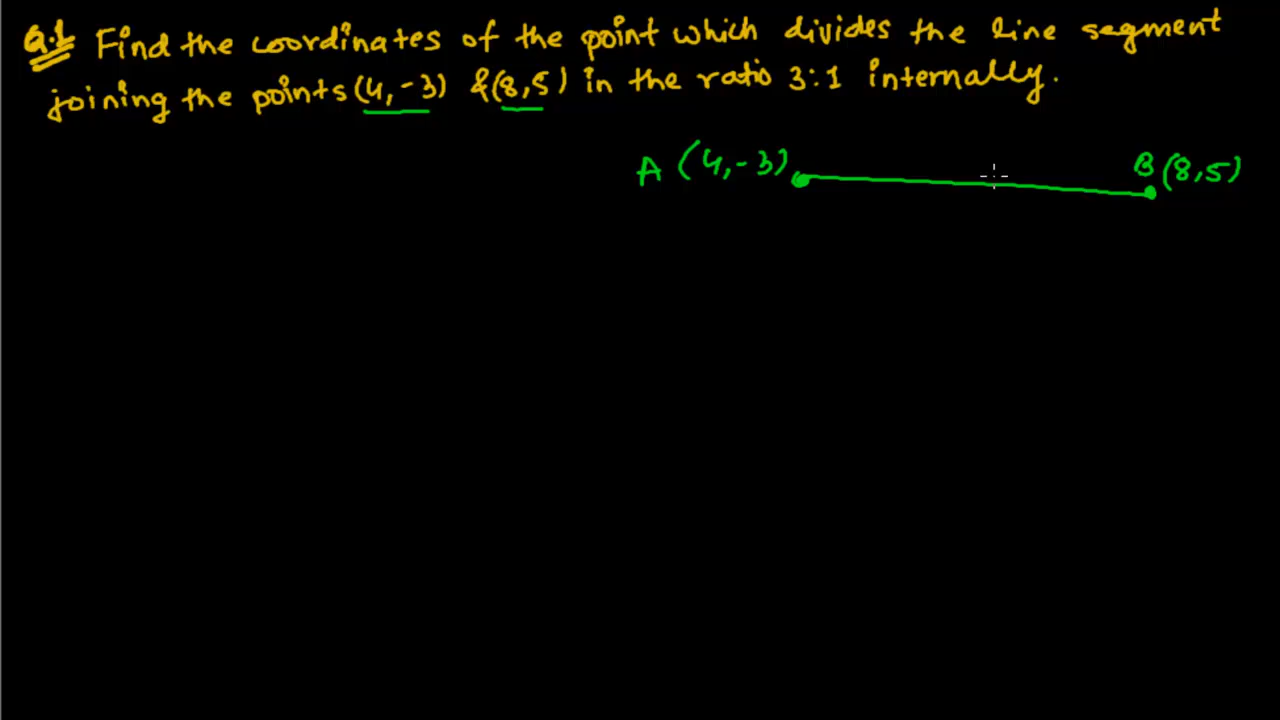 Q.1 Find the coordinates of the point which divides the line segment
joining the points (4,-3) &(8,5) in the ratio 3:1 internally.
A (4,-3) B (8,5)